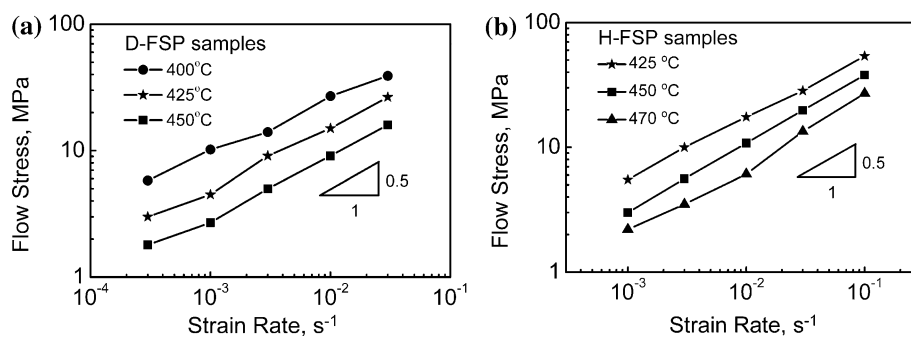 (a)
D-FSP samples
400°C
425°C
450°C
100
10
1
Flow Stress, MPa
0.5
1
10⁻⁴
10⁻³
10⁻²
10⁻¹
Strain Rate, s⁻¹
(b)
H-FSP samples
425 °C
450 °C
470 °C
100
10
1
Flow Stress, MPa
0.5
1
10⁻³
10⁻²
10⁻¹
Strain Rate, s⁻¹